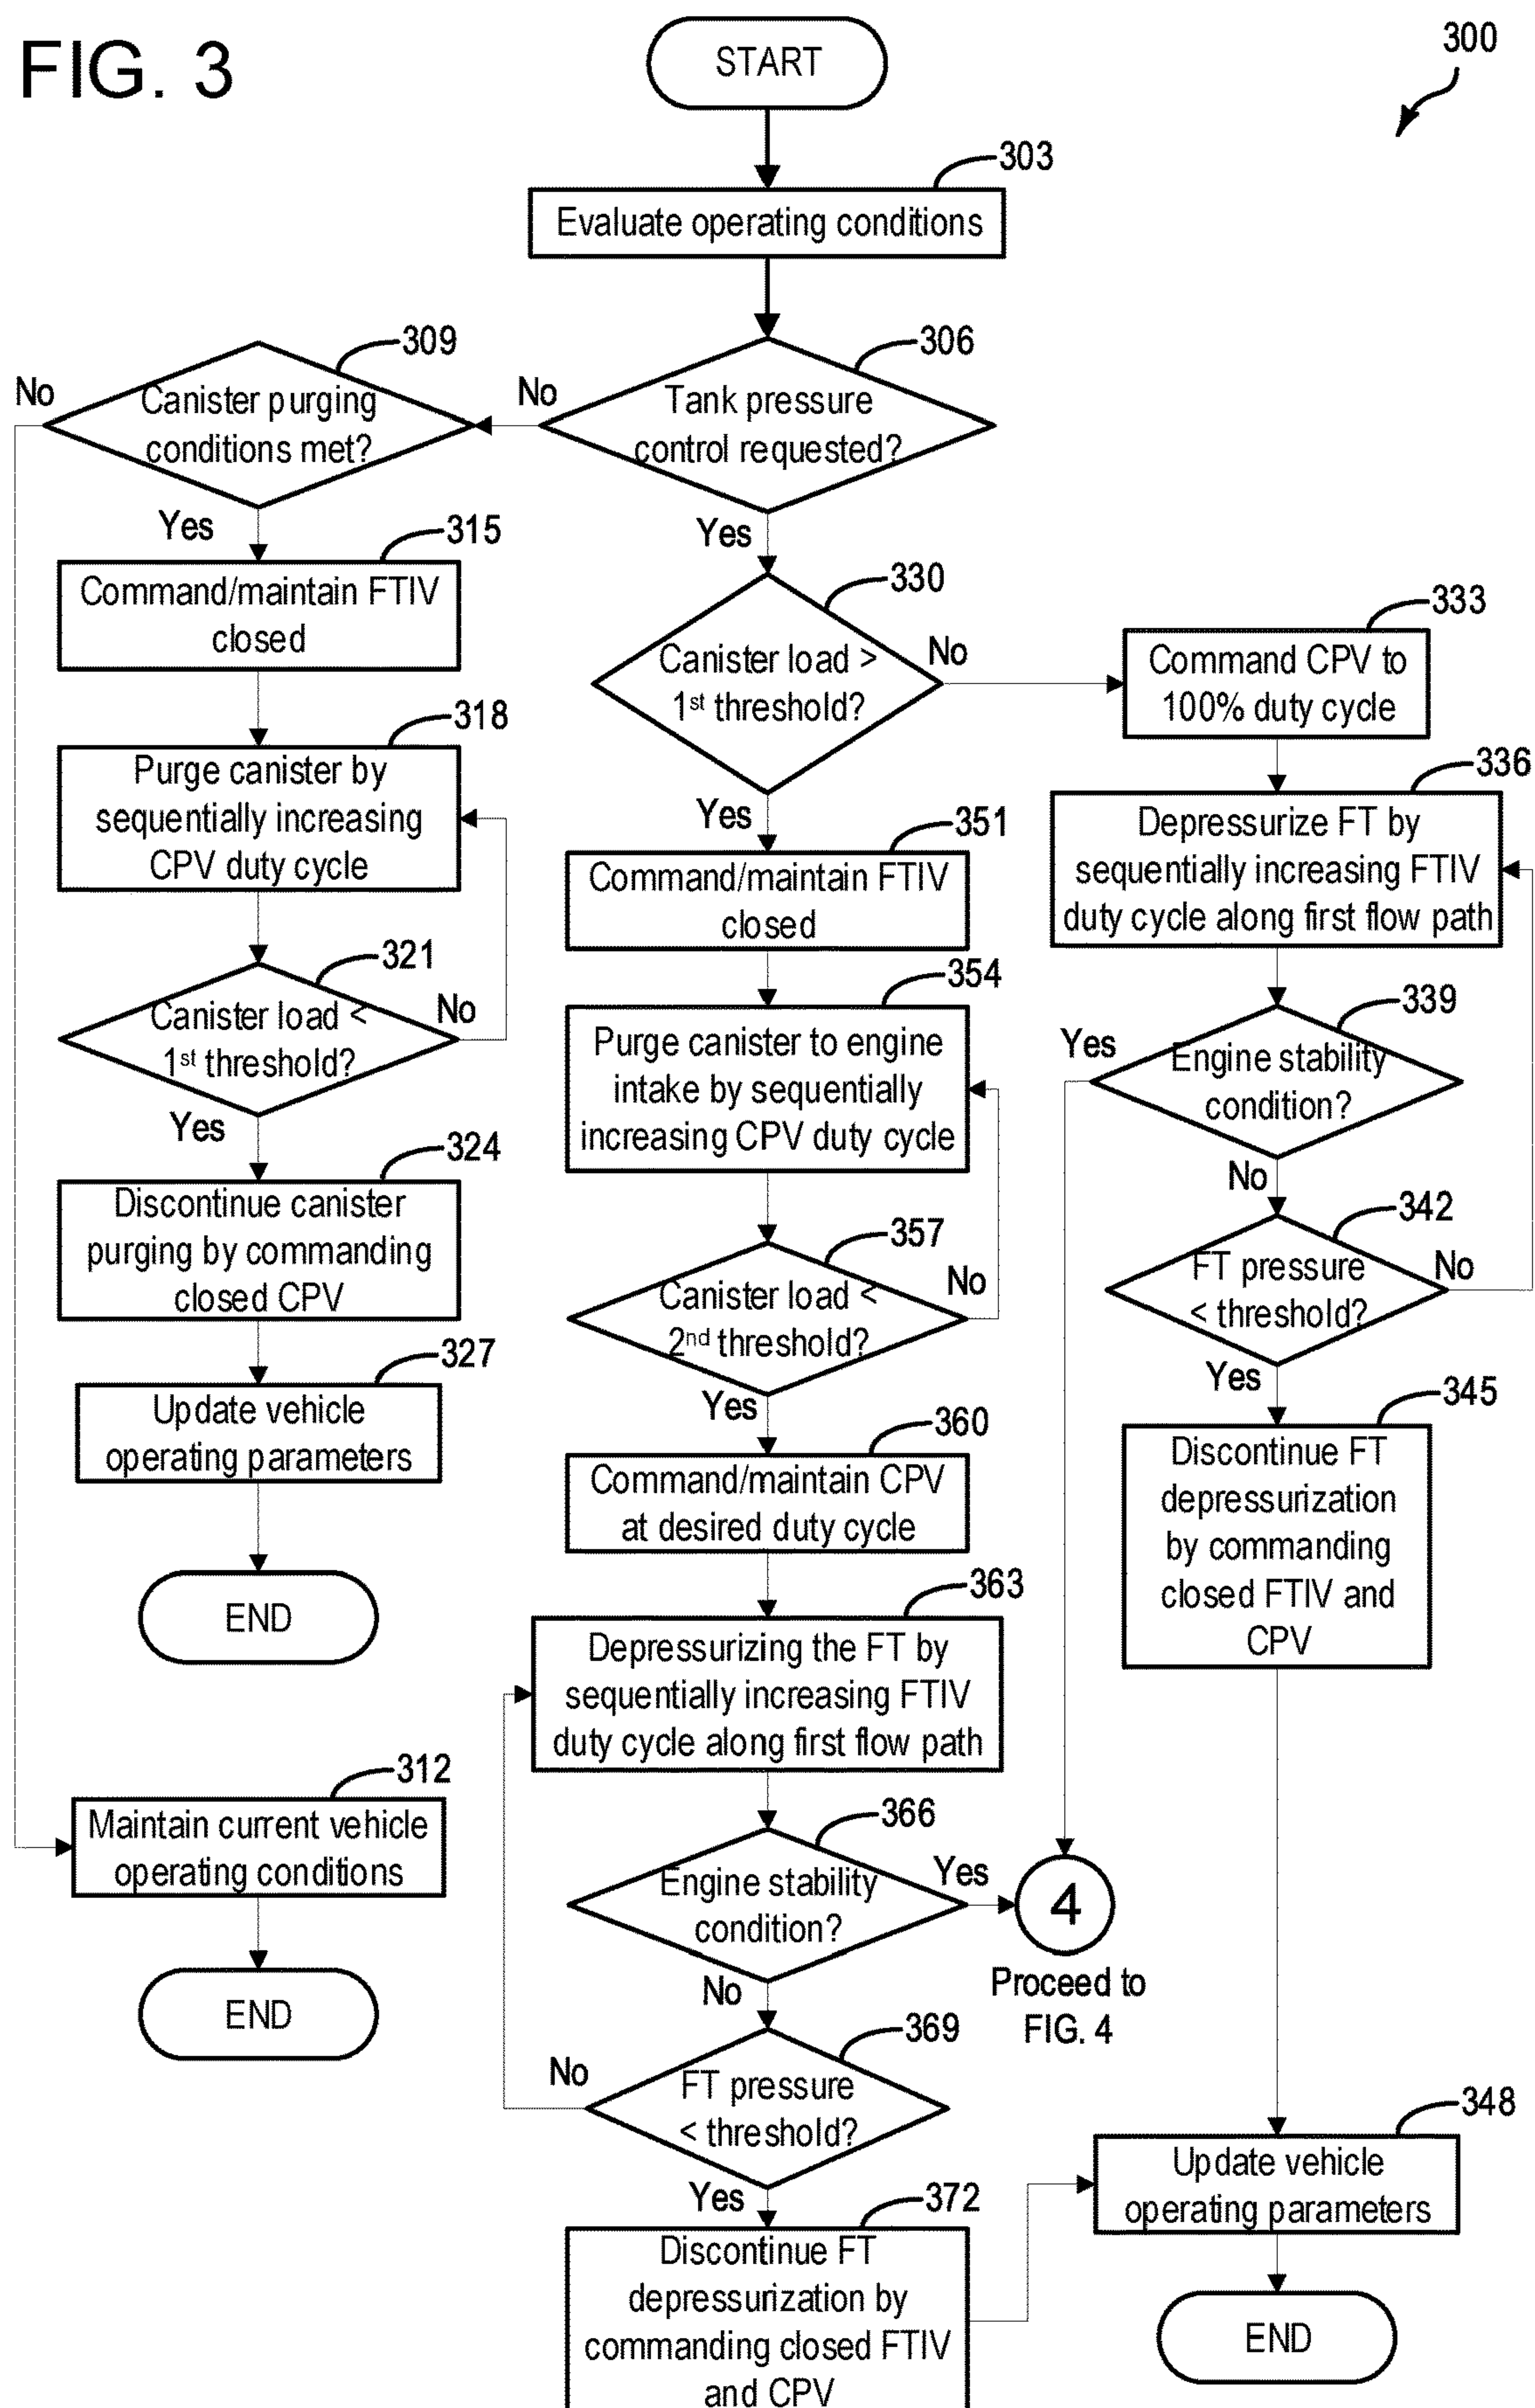 FIG. 3
300
START
303
Evaluate operating conditions
309
306
No
Canister purging
conditions met?
No
Tank pressure
control requested?
Yes
315
Yes
Command/maintain FTIV
closed
330
Canister load >
1st threshold?
No
333
Command CPV to
100% duty cycle
318
Purge canister by
sequentially increasing
CPV duty cycle
336
Depressurize FT by
sequentially increasing FTIV
duty cycle along first flow path
Yes
351
Command/maintain FTIV
closed
321
Canister load <
1st threshold?
No
354
Purge canister to engine
intake by sequentially
increasing CPV duty cycle
339
Yes
Engine stability
condition?
Yes
324
Discontinue canister
purging by commanding
closed CPV
No
342
FT pressure
< threshold?
No
357
Canister load <
2nd threshold?
No
327
Update vehicle
operating parameters
Yes
345
Discontinue FT
depressurization
by commanding
closed FTIV and
CPV
Yes
360
Command/maintain CPV
at desired duty cycle
END
363
Depressurizing the FT by
sequentially increasing FTIV
duty cycle along first flow path
312
Maintain current vehicle
operating conditions
366
Engine stability
condition?
Yes
4
Proceed to
FIG. 4
END
No
369
FT pressure
< threshold?
No
348
Update vehicle
operating parameters
Yes
372
Discontinue FT
depressurization by
commanding closed FTIV
and CPV
END